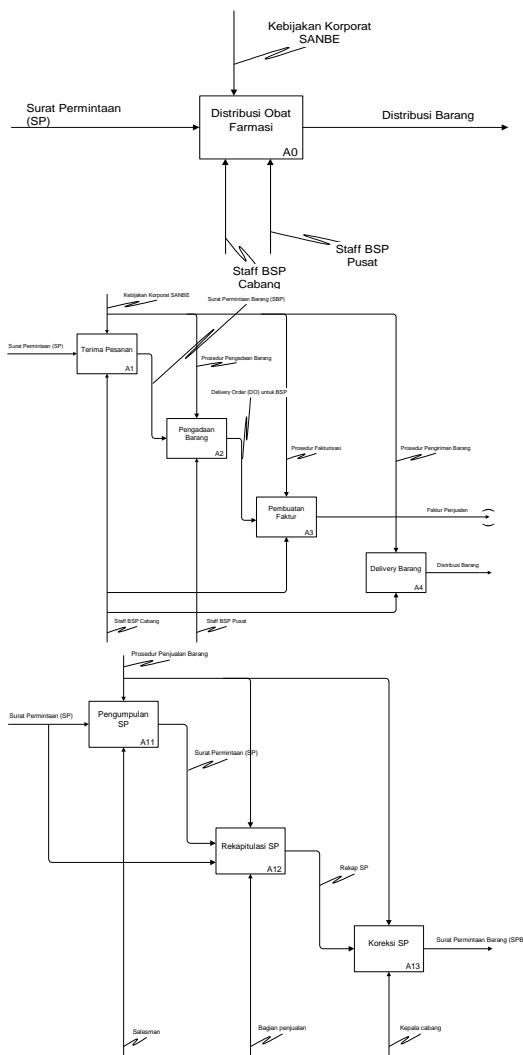 Kebijakan Korporat
SANBE
Surat Permintaan
(SP)
Distribusi Obat
Farmasi
A0
Distribusi Barang
Staff BSP
Cabang
Staff BSP
Pusat
Kebijakan Korporat SANBE
Surat Permintaan Barang (SBP)
Surat Permintaan (SP)
Terima Pesanan
A1
Prosedur Pengadaan Barang
Delivery Order (DO) untuk BSP
Pengadaan
Barang
A2
Prosedur Fakturisasi
Prosedur Pengiriman Barang
Pembuatan
Faktur
A3
Faktur Penjualan
Delivery Barang
A4
Distribusi Barang
Staff BSP Cabang
Staff BSP Pusat
Prosedur Penjualan Barang
Surat Permintaan (SP)
Pengumpulan
SP
A11
Surat Permintaan (SP)
Rekapitulasi SP
A12
Rekap SP
Koreksi SP
A13
Surat Permintaan Barang (SPB
Salesman
Bagian penjualan
Kepala cabang